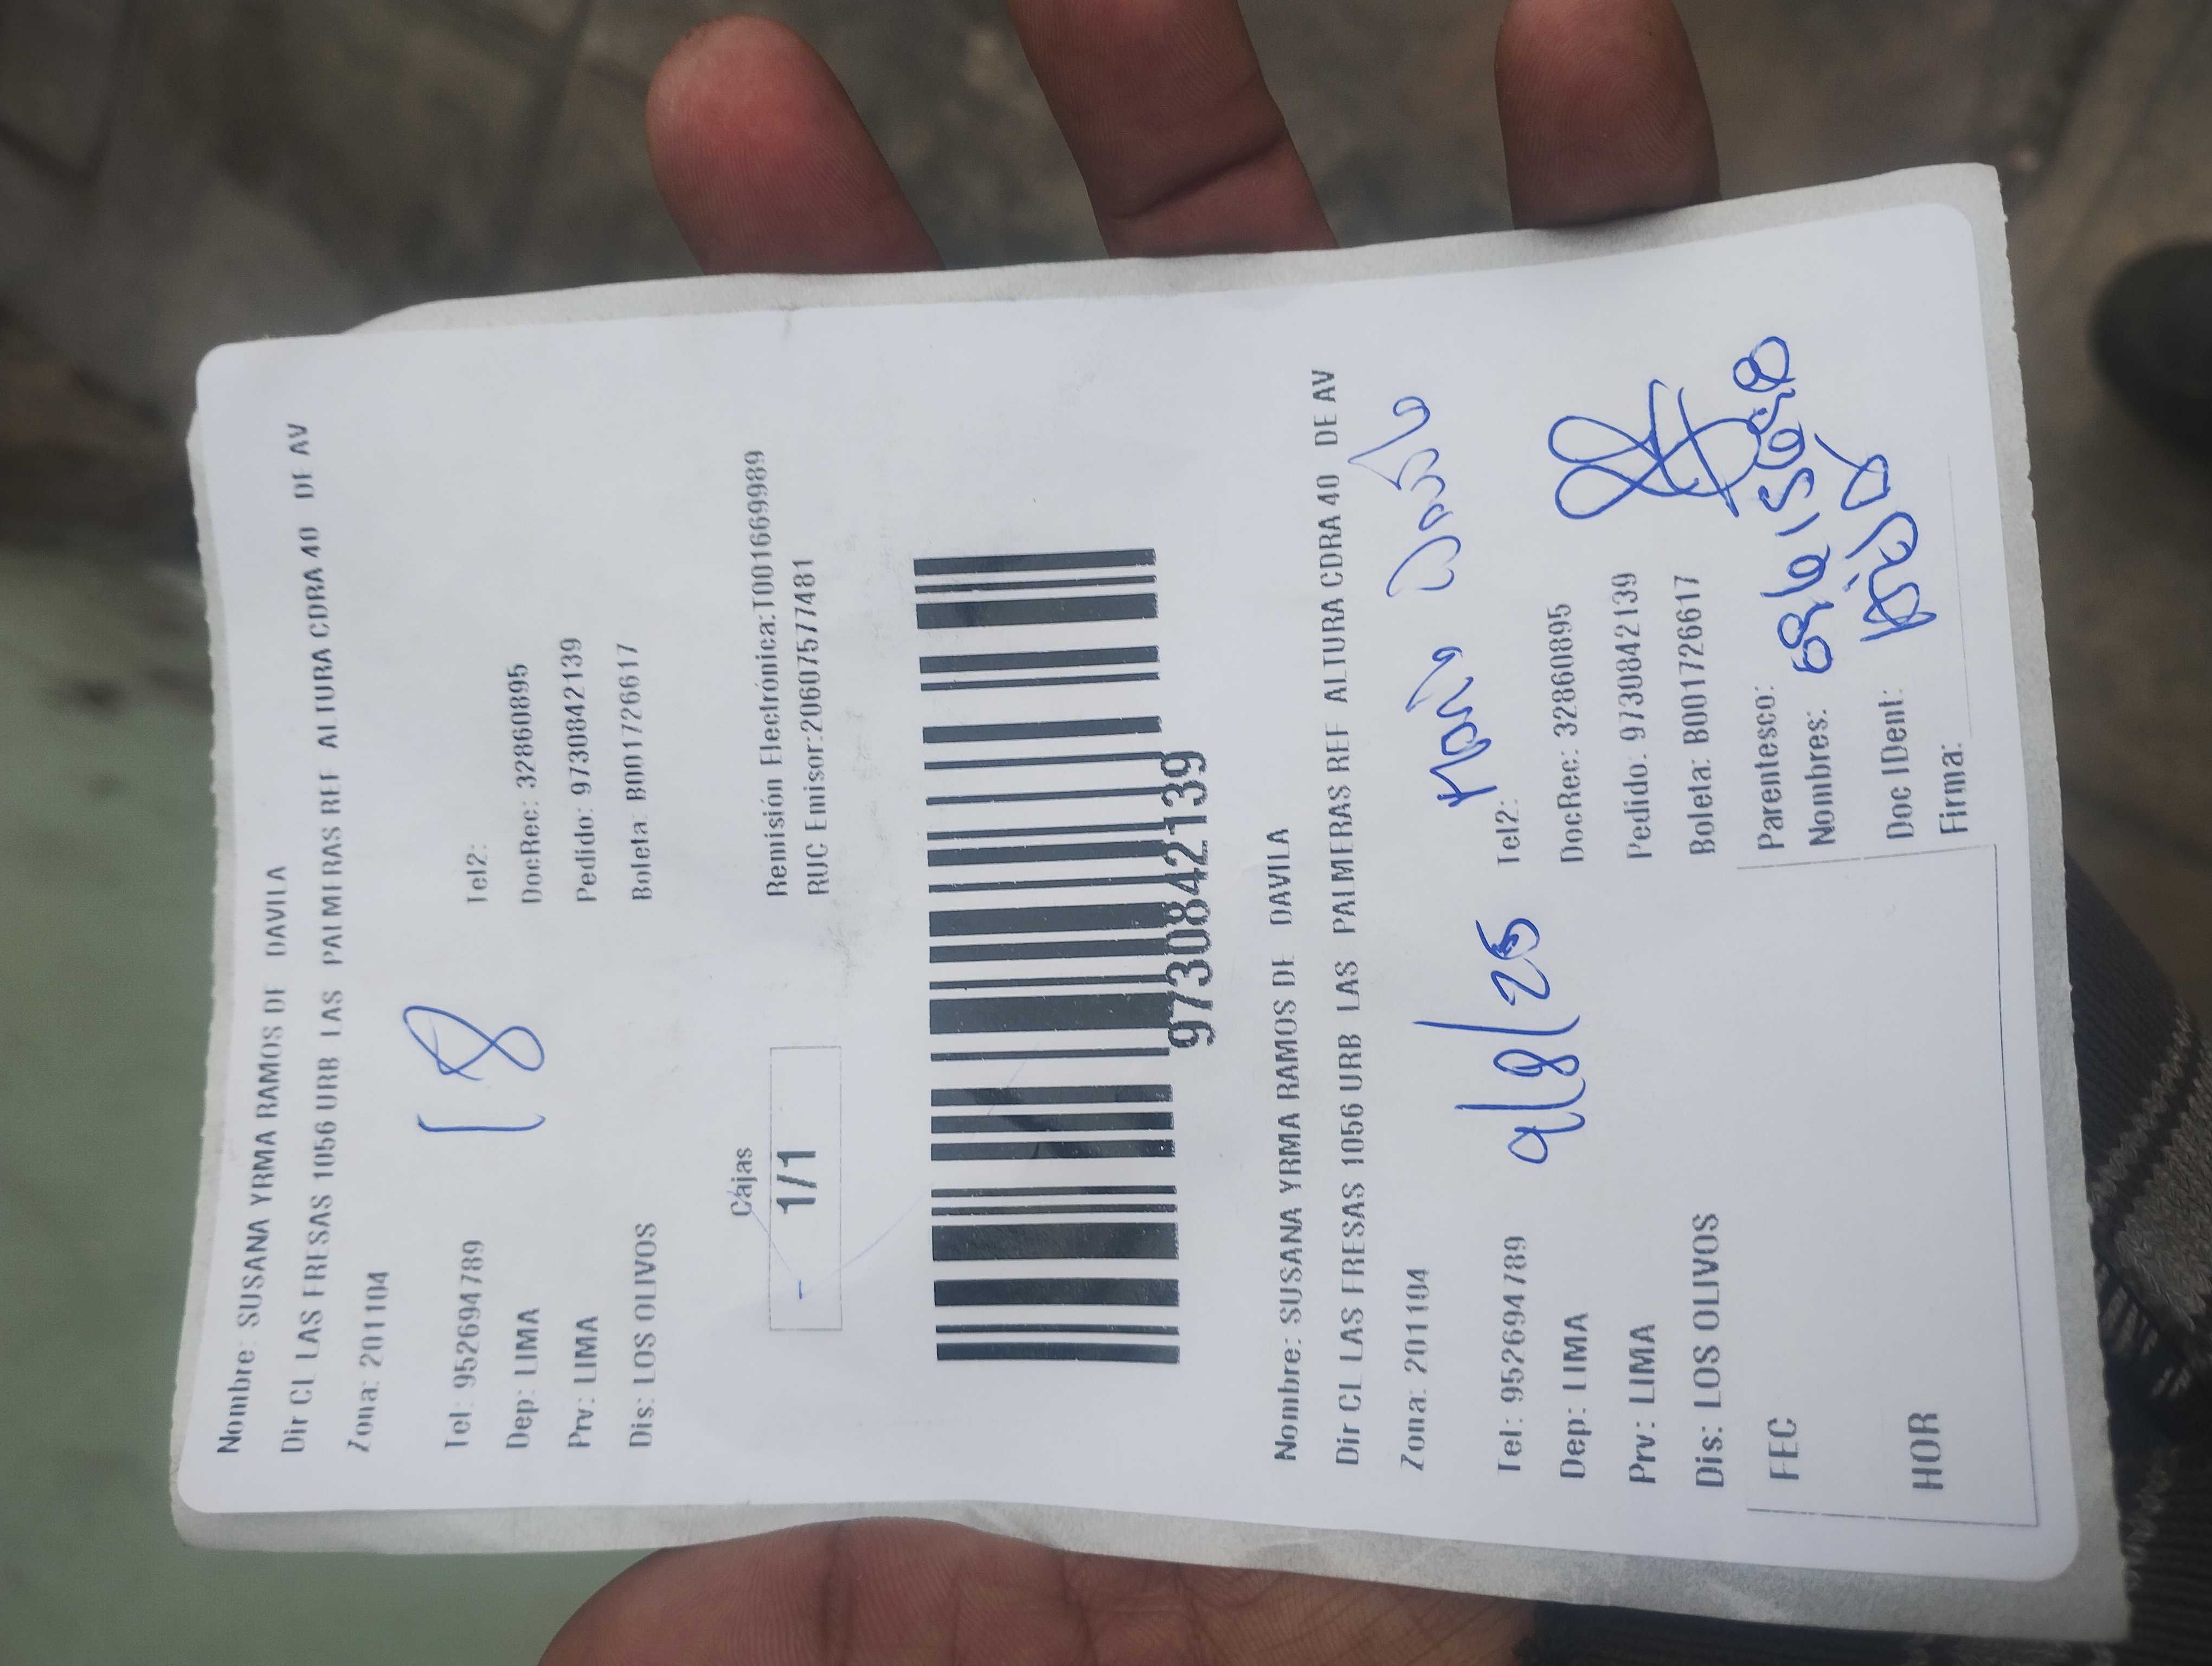 Nombre: SUSANA YRMA RAMOS DE DAVILA
Dir CL LAS FRESAS 1056 URB LAS PALMERAS REF ALTURA CDRA 40 DE AV
Zona: 201104
18
Tel: 952694789 Tel2:
Dep: LIMA DocRec: 32860895
Prv: LIMA Pedido: 9730842139
Dis: LOS OLIVOS Boleta: B001726617
Cajas
1/1
Remisión Electrónica:T001669989
RUC Emisor:20607577481
9730842139
Nombre: SUSANA YRMA RAMOS DE DAVILA
Dir CL LAS FRESAS 1056 URB LAS PALMERAS REF ALTURA CDRA 40 DE AV
Zona: 201104
9/8/25
Tel: 952694789 Tel2:
Dep: LIMA DocRec: 32860895
Prv: LIMA Pedido: 9730842139
Dis: LOS OLIVOS Boleta: B001726617
FEC
HOR
Parentesco:
Nombres:
Doc IDent:
Firma: